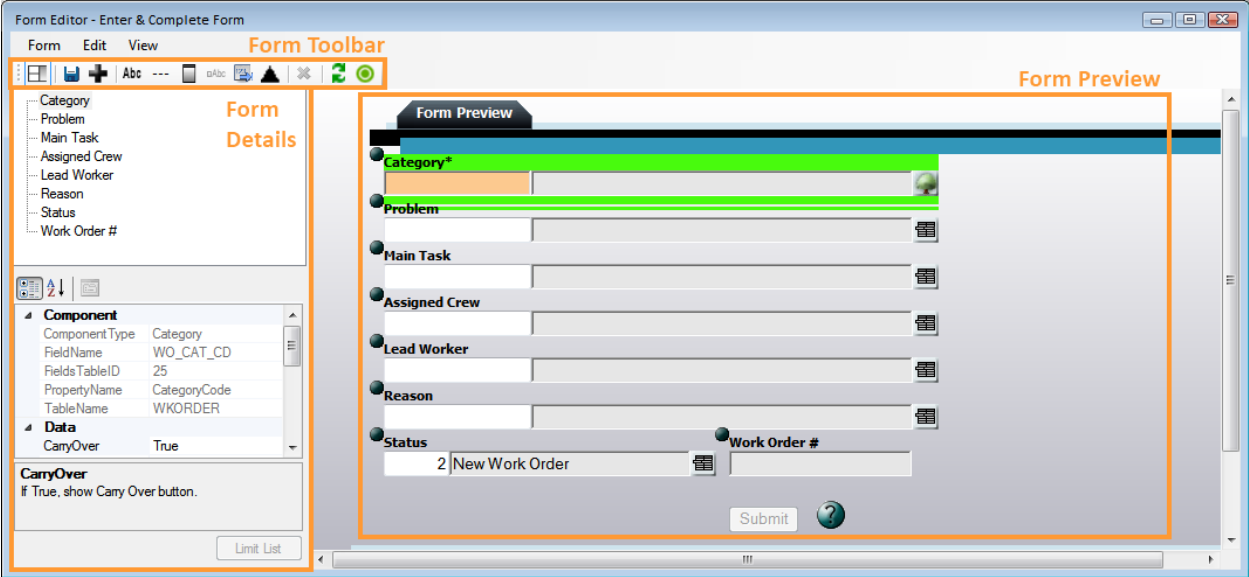 Form Editor - Enter & Complete Form
Form Edit View
Form Toolbar
Abc --- Abc
Form Preview
Category
Problem
Main Task
Assigned Crew
Lead Worker
Reason
Status
Work Order #
Form
Details
Component
ComponentType Category
FieldName WO_CAT_CD
FieldsTableID 25
PropertyName CategoryCode
TableName WKORDER
Data
CarryOver True
CarryOver
If True, show Carry Over button.
Limit List
Form Preview
Category*
Problem
Main Task
Assigned Crew
Lead Worker
Reason
Status Work Order #
2 New Work Order
Submit ?